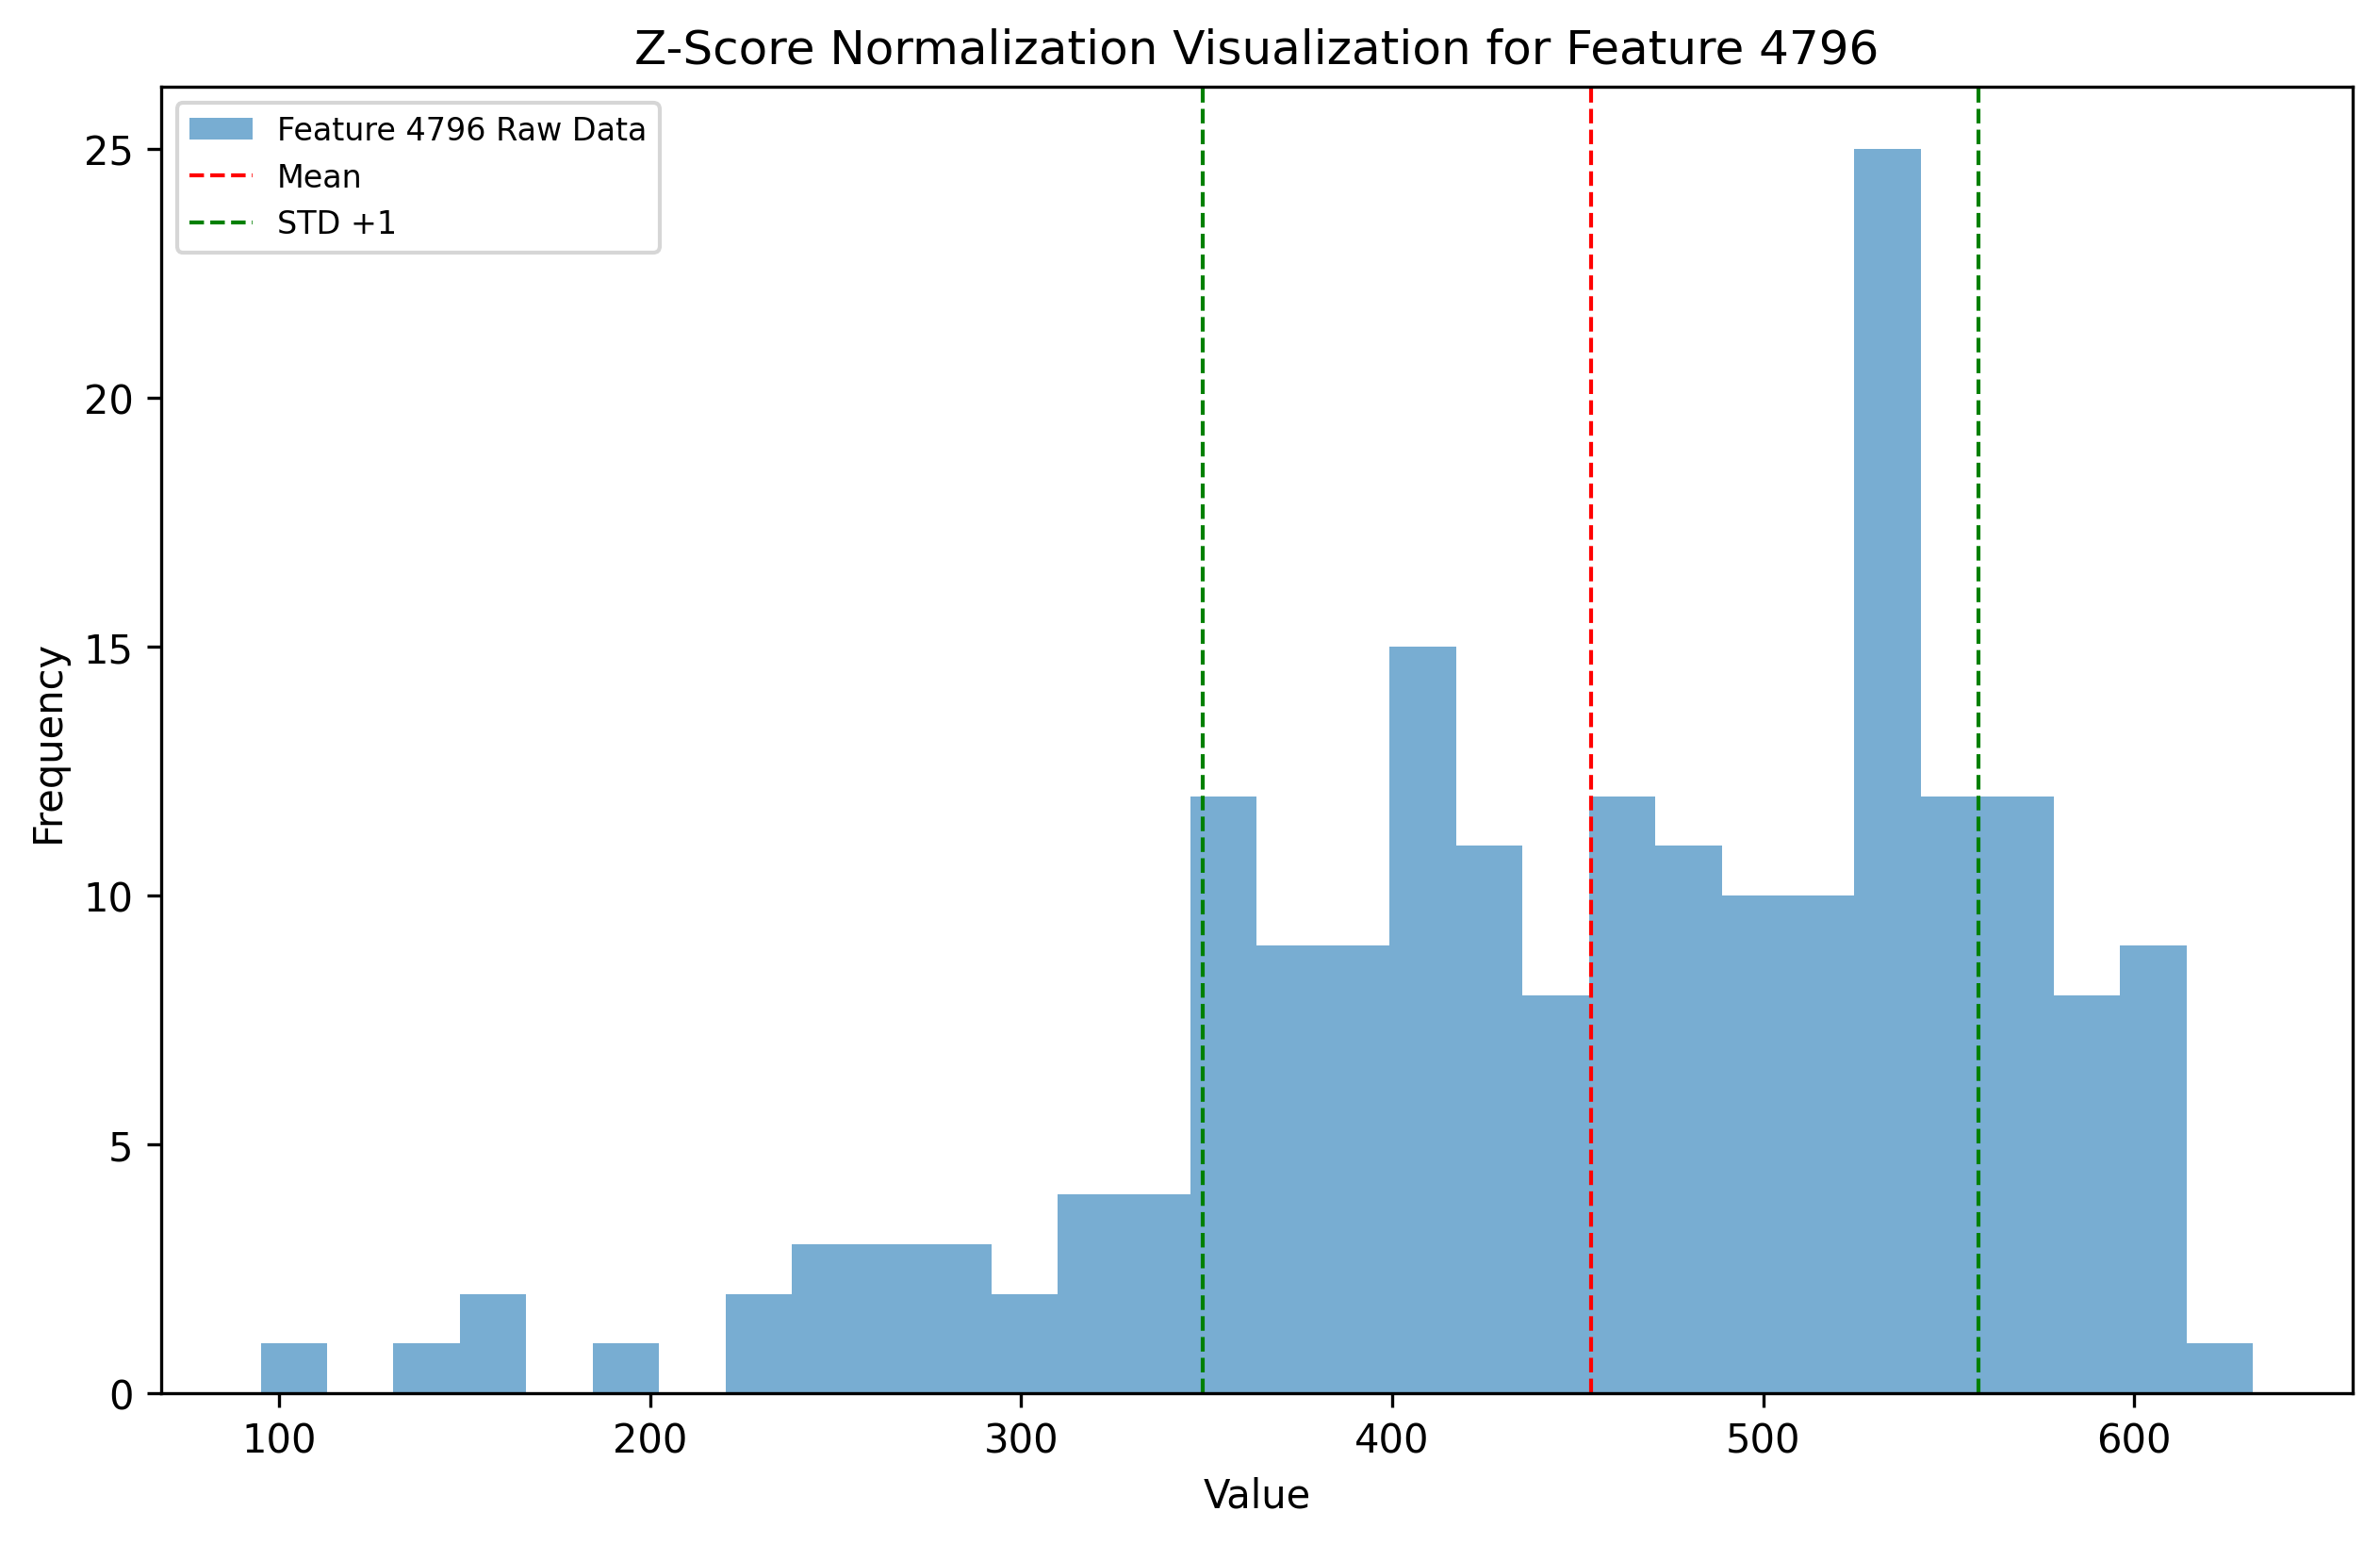 Z-Score Normalization Visualization for Feature 4796
Feature 4796 Raw Data
Mean
STD +1
25
20
15
10
5
0
Frequency
100 200 300 400 500 600
Value